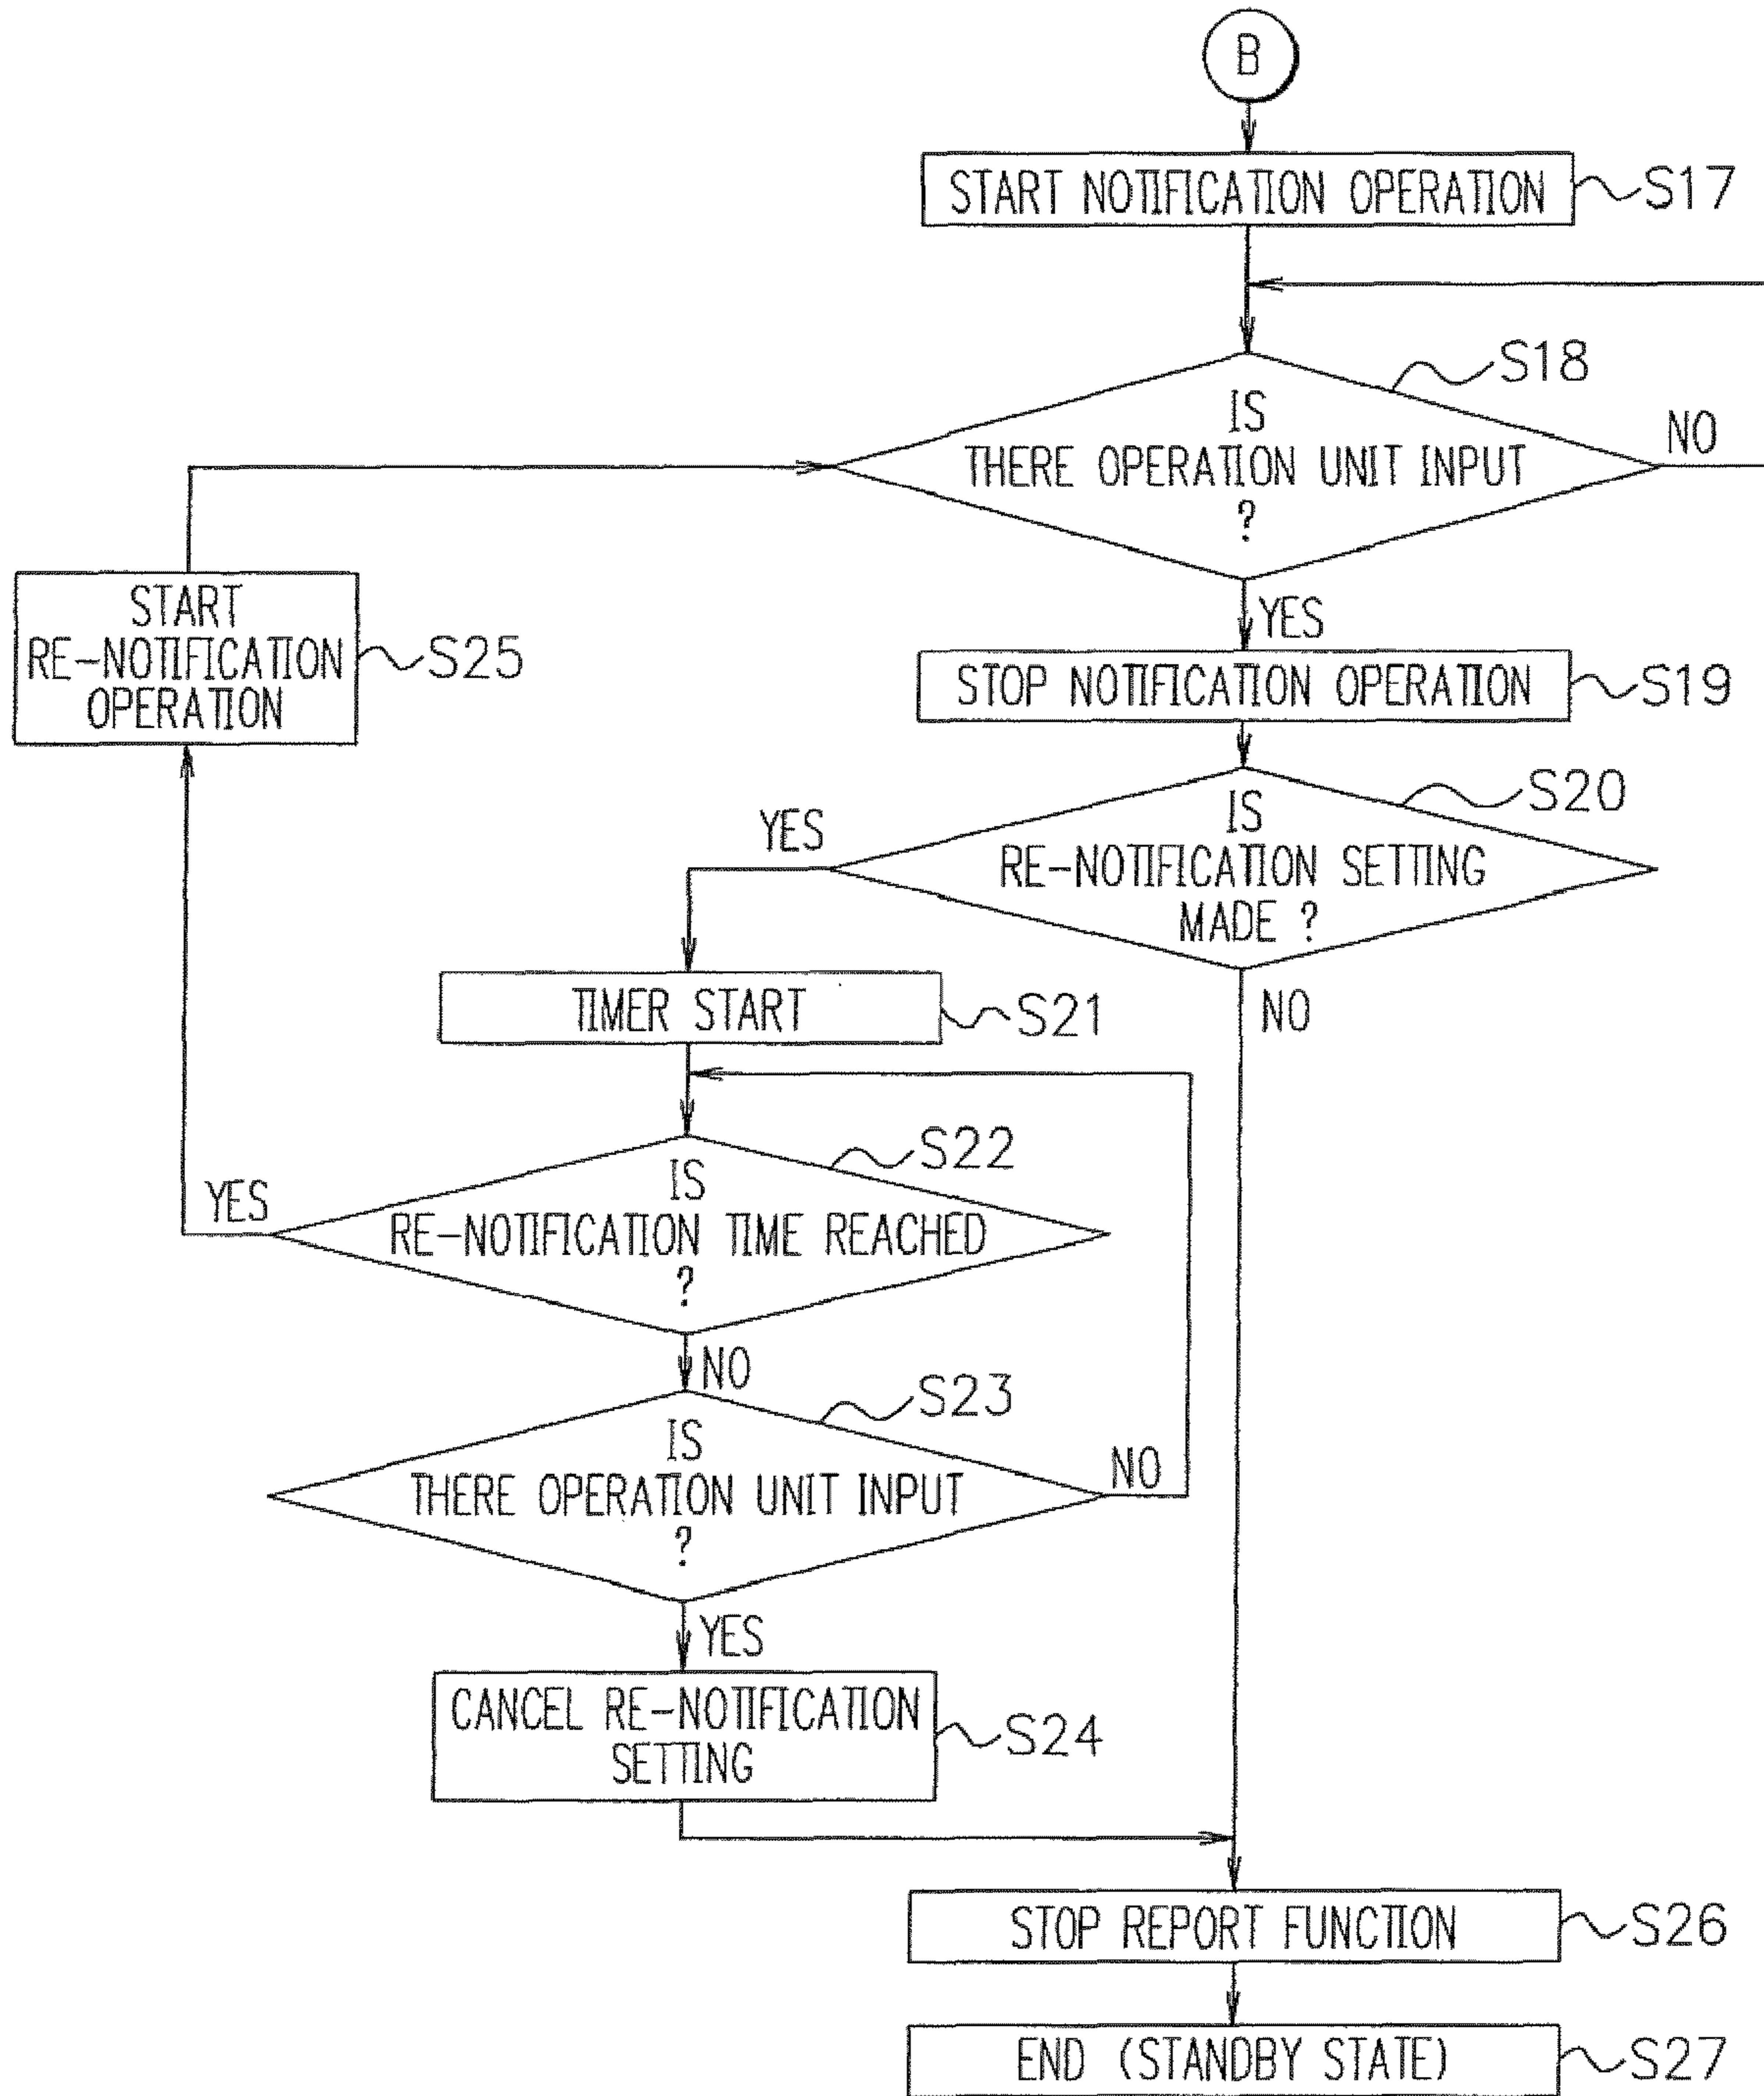 B
START NOTIFICATION OPERATION
S17
S18
IS
THERE OPERATION UNIT INPUT
?
NO
YES
START
RE-NOTIFICATION
OPERATION
S25
STOP NOTIFICATION OPERATION
S19
S20
IS
RE-NOTIFICATION SETTING
MADE ?
YES
NO
TIMER START
S21
S22
IS
RE-NOTIFICATION TIME REACHED
?
YES
NO
S23
IS
THERE OPERATION UNIT INPUT
?
NO
YES
CANCEL RE-NOTIFICATION
SETTING
S24
STOP REPORT FUNCTION
S26
END (STANDBY STATE)
S27